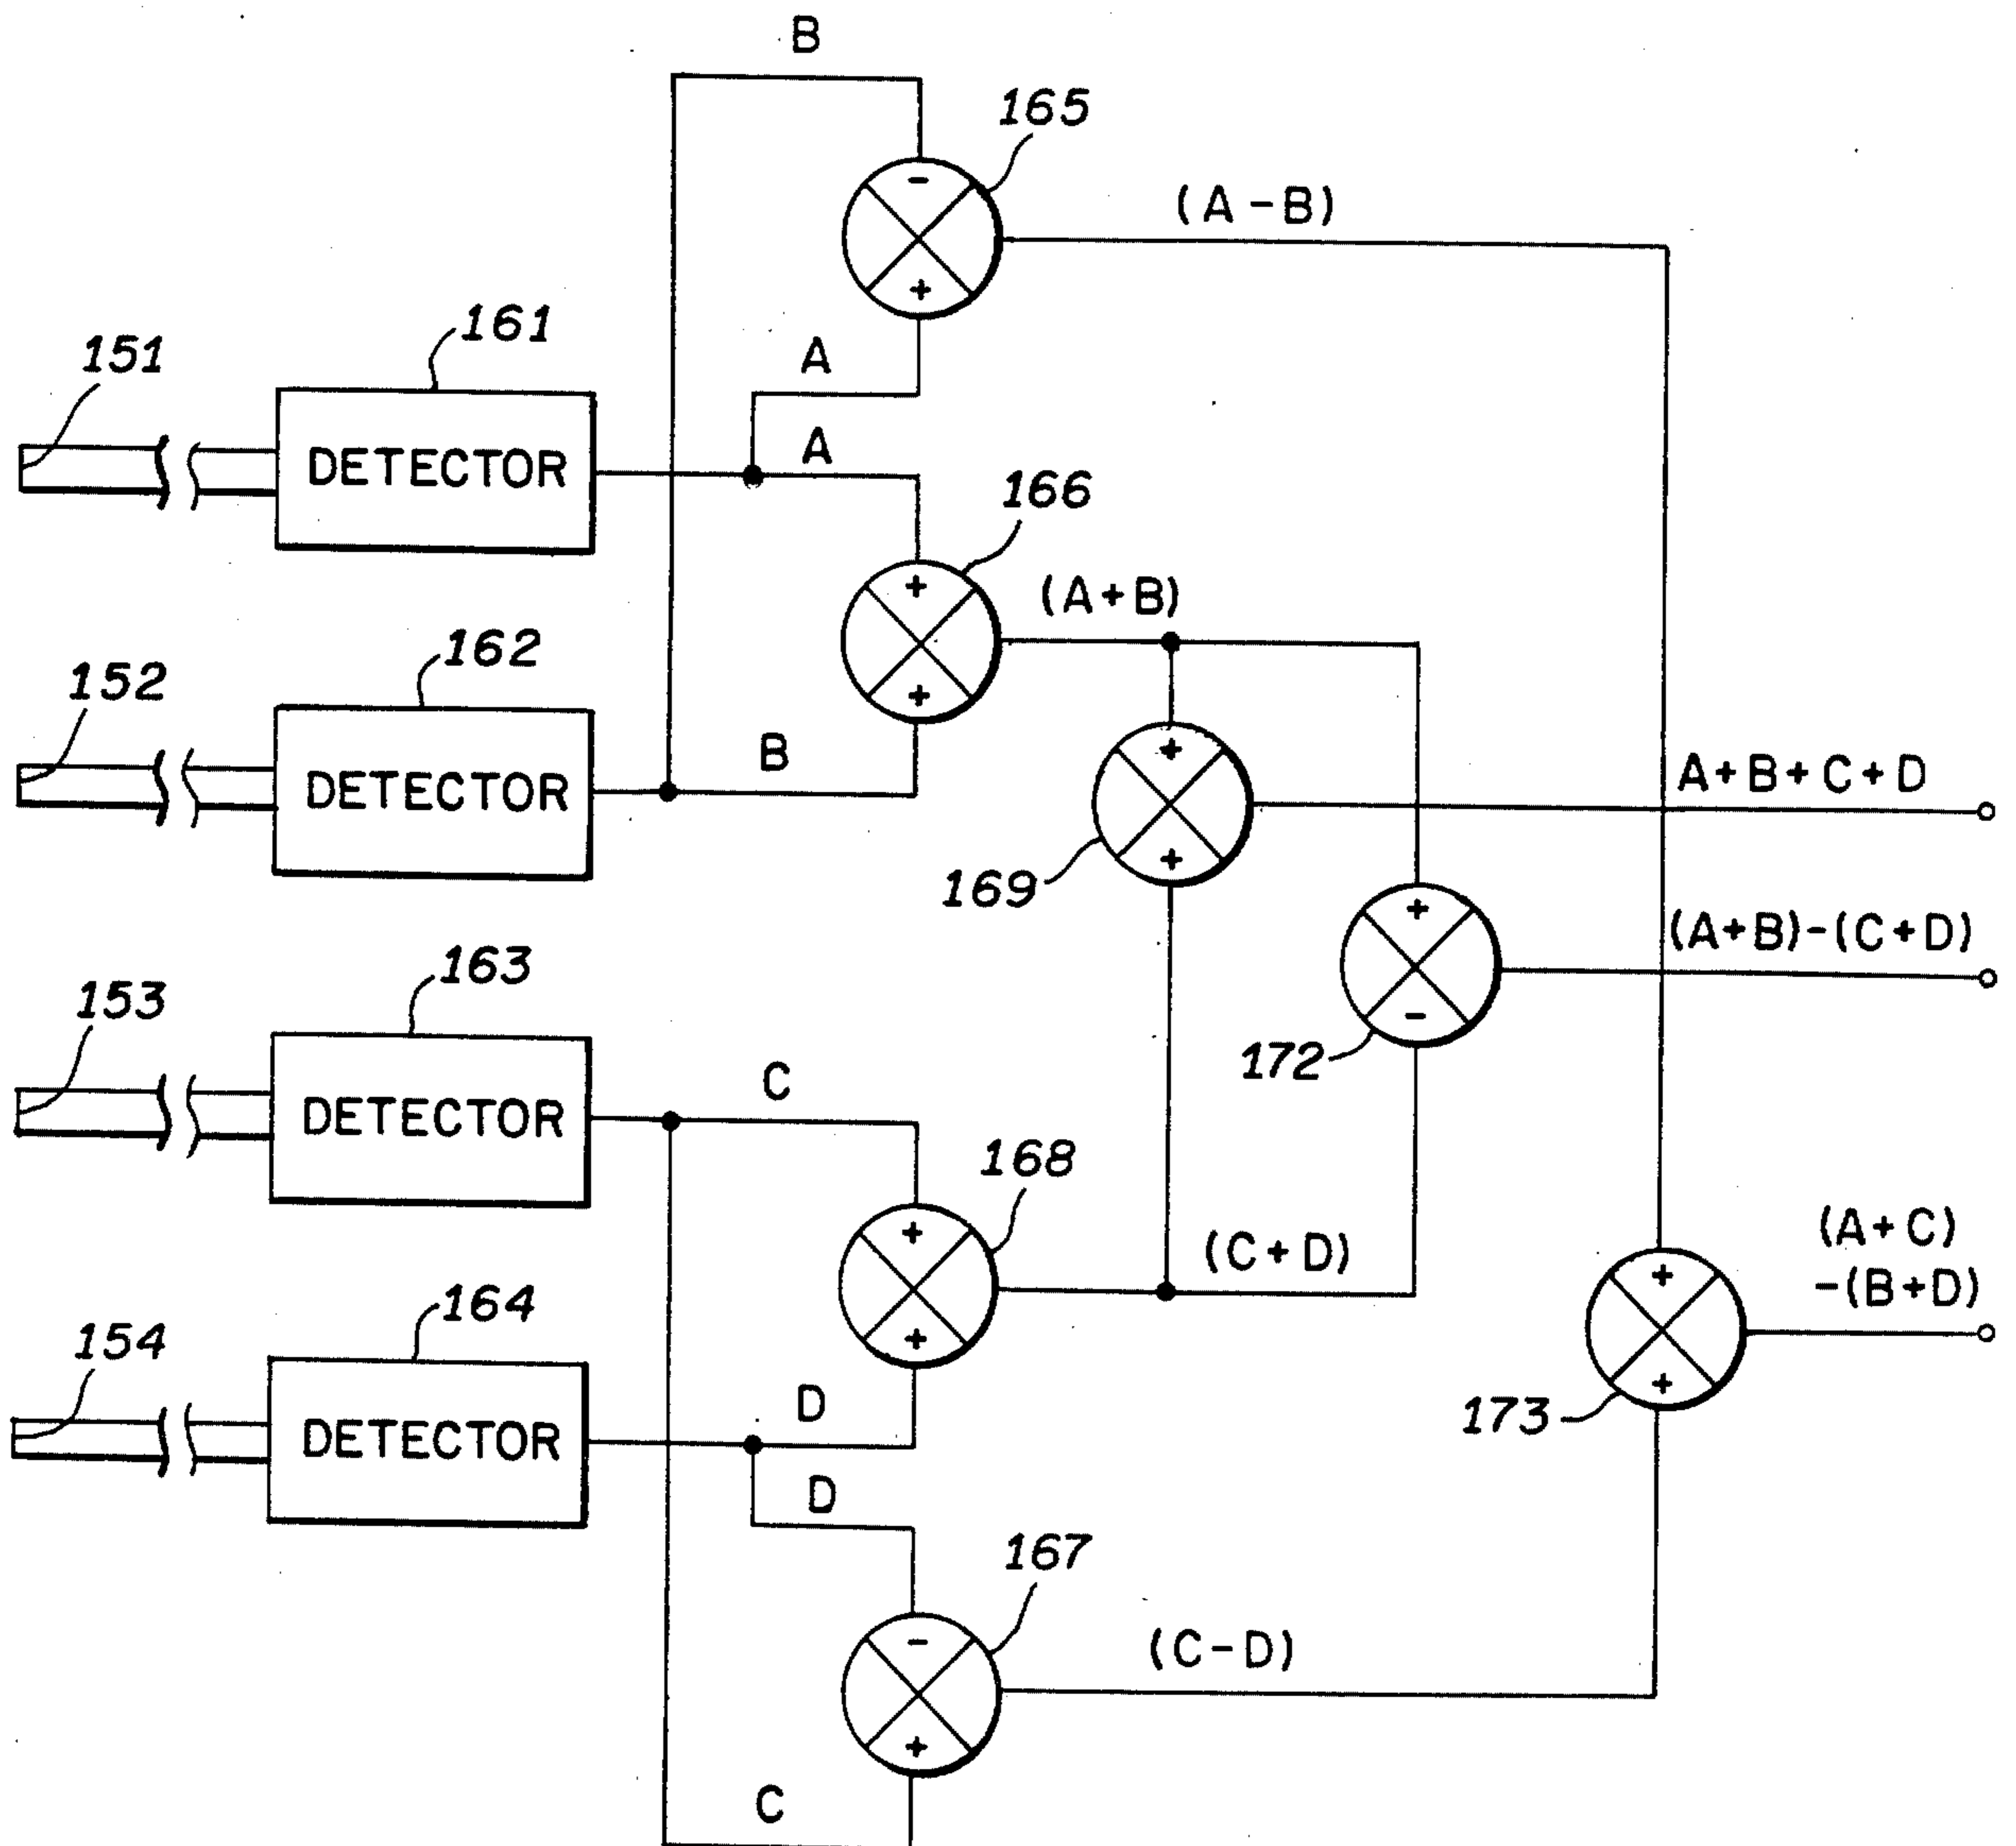 B
165
-
(A-B)
+
161
A
151
A
DETECTOR
166
+
(A+B)
162
+
152
B
+
A+B+C+D
DETECTOR
+
169
+
(A+B)-(C+D)
163
-
153
172
C
DETECTOR
168
+
(A+C)
(C+D)
+
-(B+D)
164
+
154
D
+
173
DETECTOR
D
167
-
(C-D)
+
C